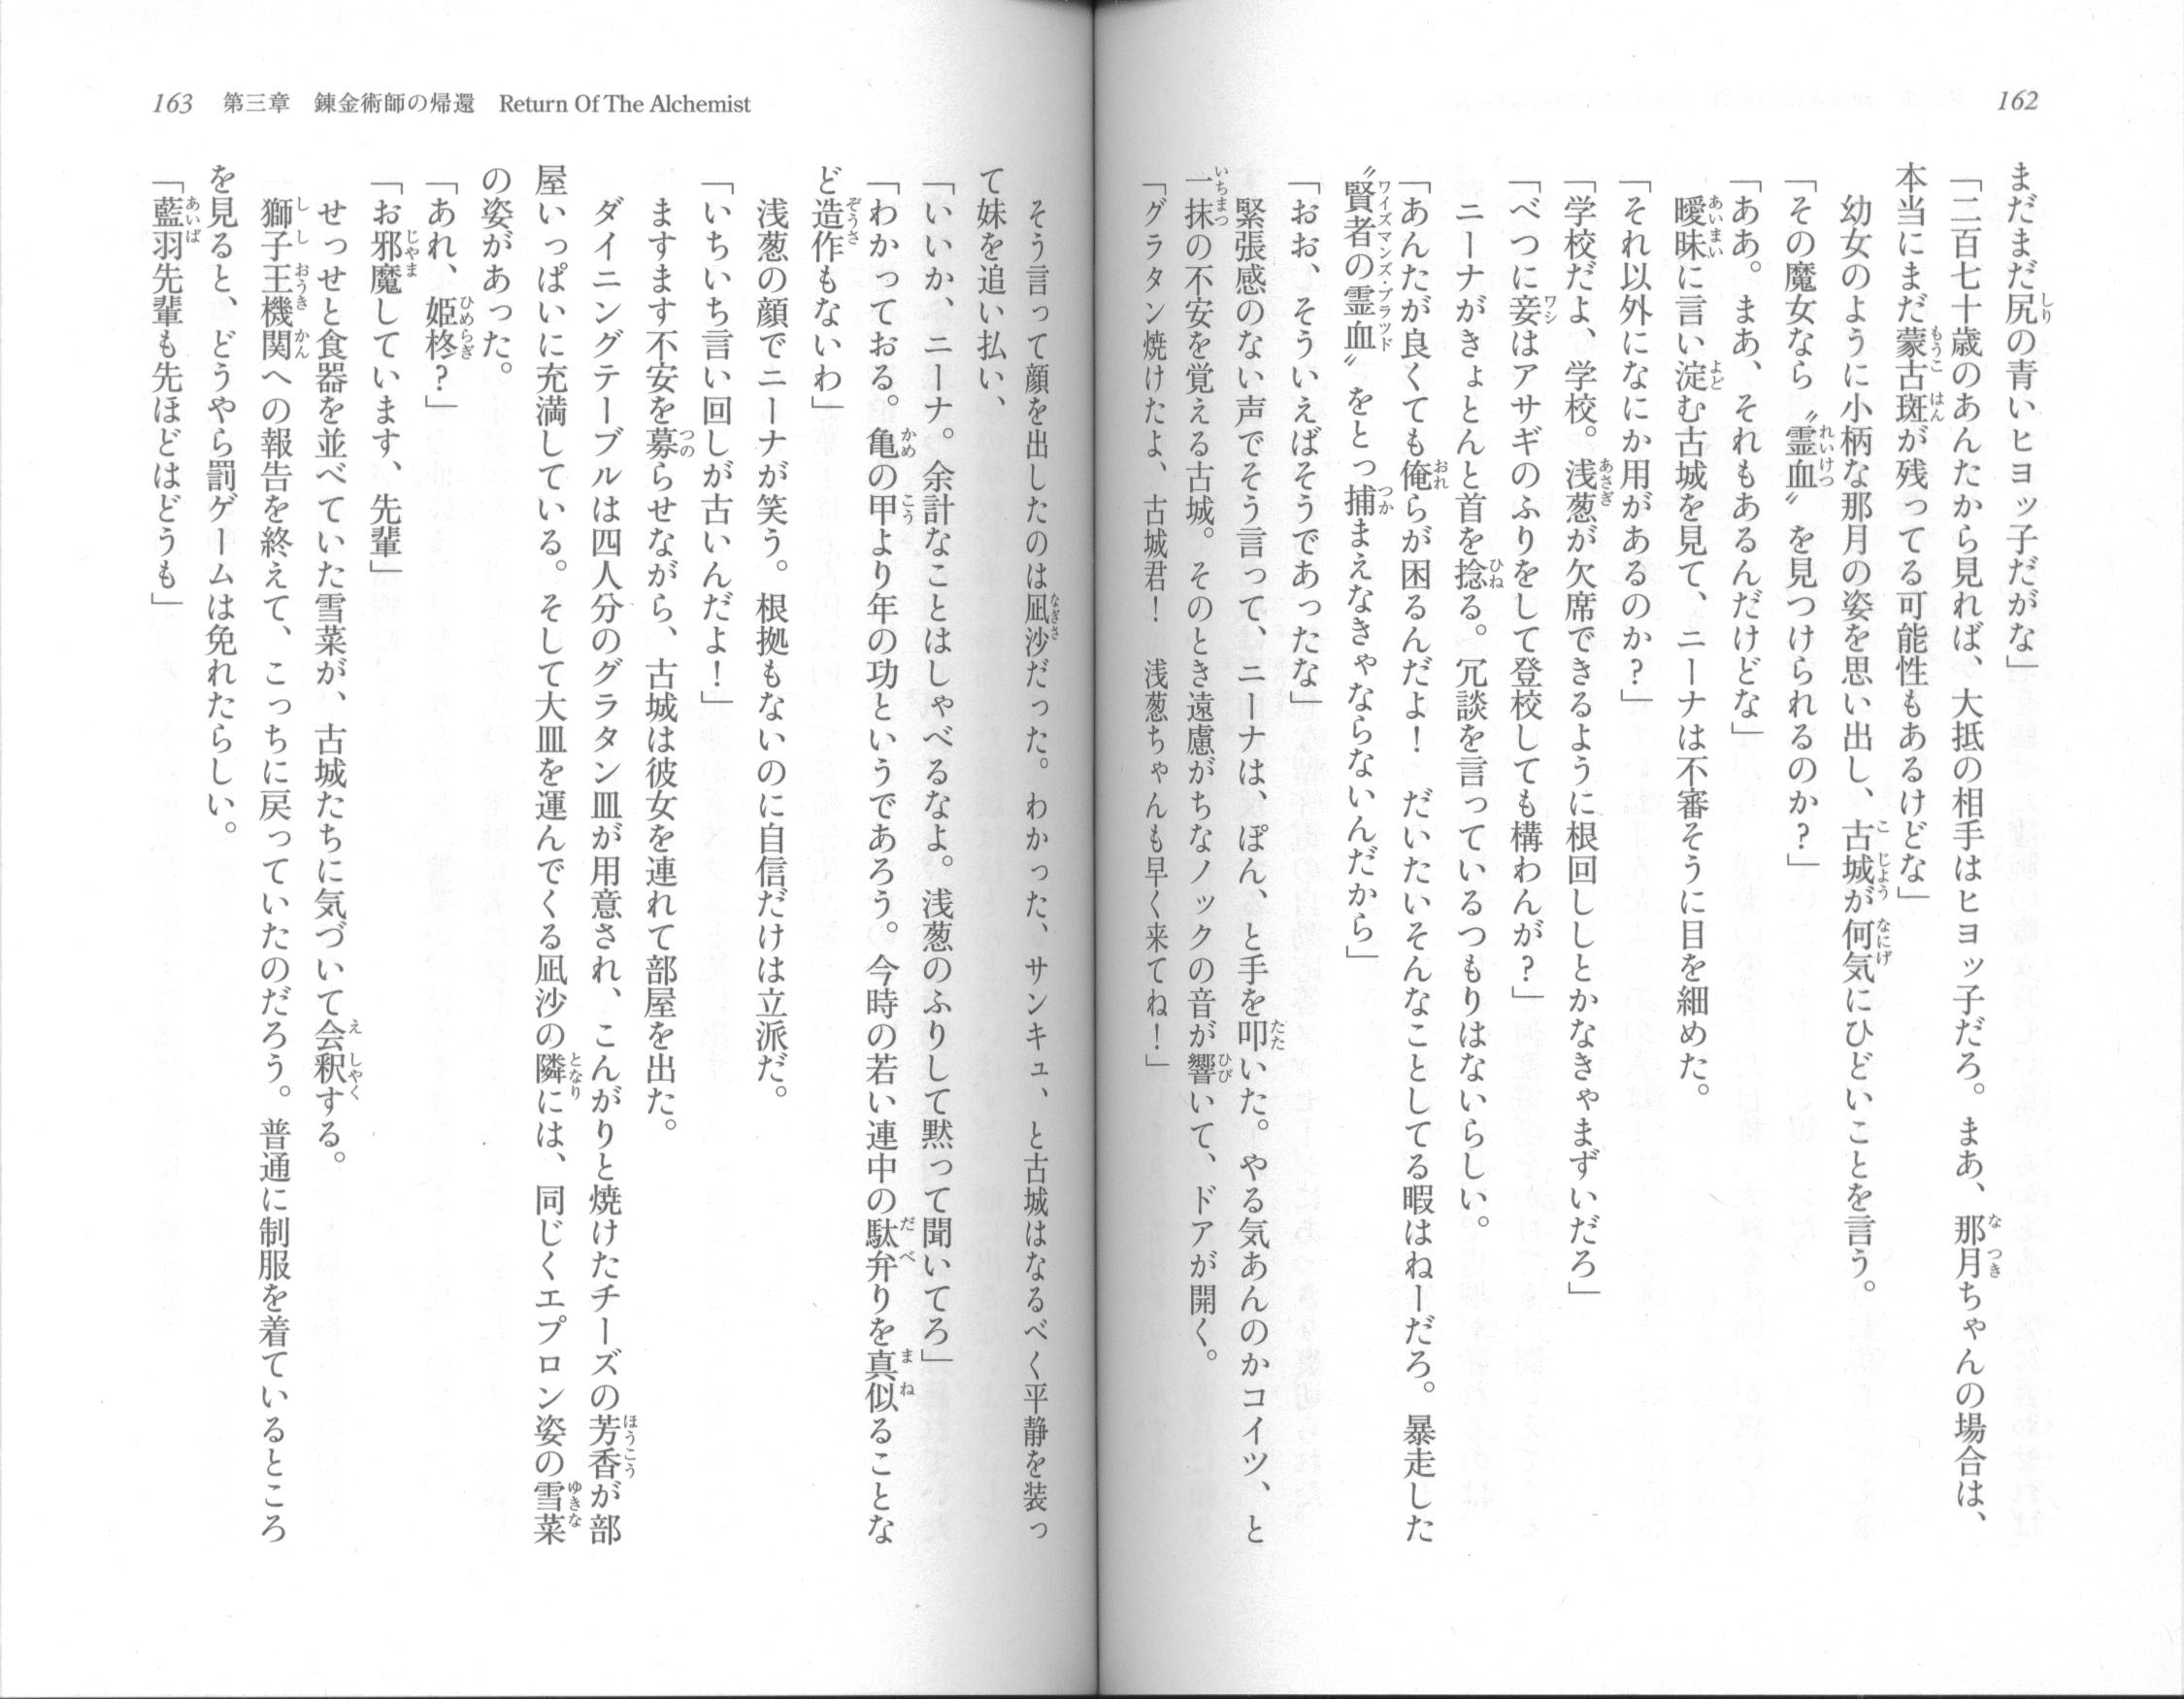 162
まだまだ尻の青いヒヨッ子だがな」
「二百七十歳のあんたから見れば、大抵の相手はヒヨッ子だろ。まあ、那月ちゃんの場合は、
本当にまだ蒙古斑が残ってる可能性もあるけどな」
幼女のように小柄な那月の姿を思い出し、古城が何気にひどいことを言う。
「その魔女なら〝霊血〟を見つけられるのか?」
「ああ。まあ、それもあるんだけどな」
曖昧に言い淀む古城を見て、ニーナは不審そうに目を細めた。
「それ以外になにか用があるのか?」
「学校だよ、学校。浅葱が欠席できるように根回ししとかなきゃまずいだろ」
「べつに妾はアサギのふりをして登校しても構わんが?」
ニーナがきょとんと首を捻る。冗談を言っているつもりはないらしい。
「あんたが良くても俺らが困るんだよ! だいたいそんなことしてる暇はねーだろ。暴走した
〝賢者の霊血〟をとっ捕まえなきゃならないんだから」
「おお、そういえばそうであったな」
緊張感のない声でそう言って、ニーナは、ぽん、と手を叩いた。やる気あんのかコイツ、と
一抹の不安を覚える古城。そのとき遠慮がちなノックの音が響いて、ドアが開く。
「グラタン焼けたよ、古城君! 浅葱ちゃんも早く来てね!」
163 第三章 錬金術師の帰還 Return Of The Alchemist
そう言って顔を出したのは凪沙だった。わかった、サンキュ、と古城はなるべく平静を装っ
て妹を追い払い、
「いいか、ニーナ。余計なことはしゃべるなよ。浅葱のふりして黙って聞いてろ」
「わかっておる。亀の甲より年の功というであろう。今時の若い連中の駄弁りを真似ることな
ど造作もないわ」
浅葱の顔でニーナが笑う。根拠もないのに自信だけは立派だ。
「いちいち言い回しが古いんだよ!」
ますます不安を募らせながら、古城は彼女を連れて部屋を出た。
ダイニングテーブルは四人分のグラタン皿が用意され、こんがりと焼けたチーズの芳香が部
屋いっぱいに充満している。そして大皿を運んでくる凪沙の隣には、同じくエプロン姿の雪菜
の姿があった。
「あれ、姫柊?」
「お邪魔しています、先輩」
せっせと食器を並べていた雪菜が、古城たちに気づいて会釈する。
獅子王機関への報告を終えて、こっちに戻っていたのだろう。普通に制服を着ているところ
を見ると、どうやら罰ゲームは免れたらしい。
「藍羽先輩も先ほどはどうも」